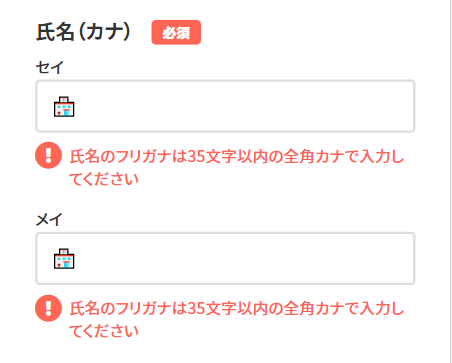 氏名（カナ） 必須
セイ
🏩
氏名のフリガナは35文字以内の全角カナで入力し
てください
メイ
🏩
氏名のフリガナは35文字以内の全角カナで入力し
てください